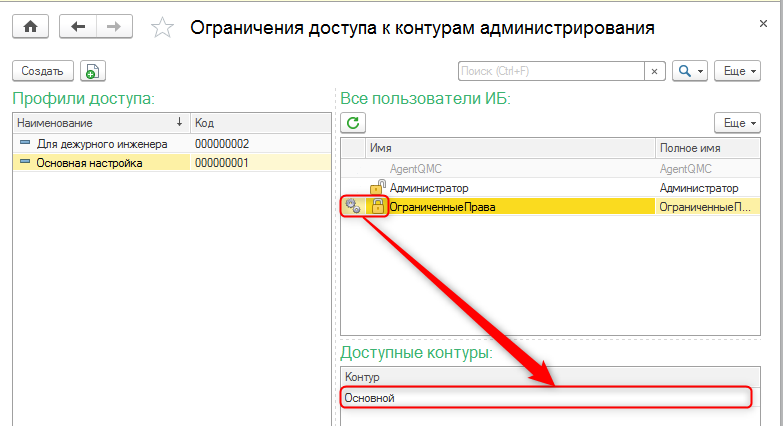 Ограничения доступа к контурам администрирования
Создать
Поиск (Ctrl+F)
Еще
Профили доступа:
Наименование Код
Для дежурного инженера 000000002
Основная настройка 000000001
Все пользователи ИБ:
Еще
Имя Полное имя
AgentQMC AgentQMC
Администратор Администратор
ОграниченныеПрава ОграниченныеП...
Доступные контуры:
Контур
Основной